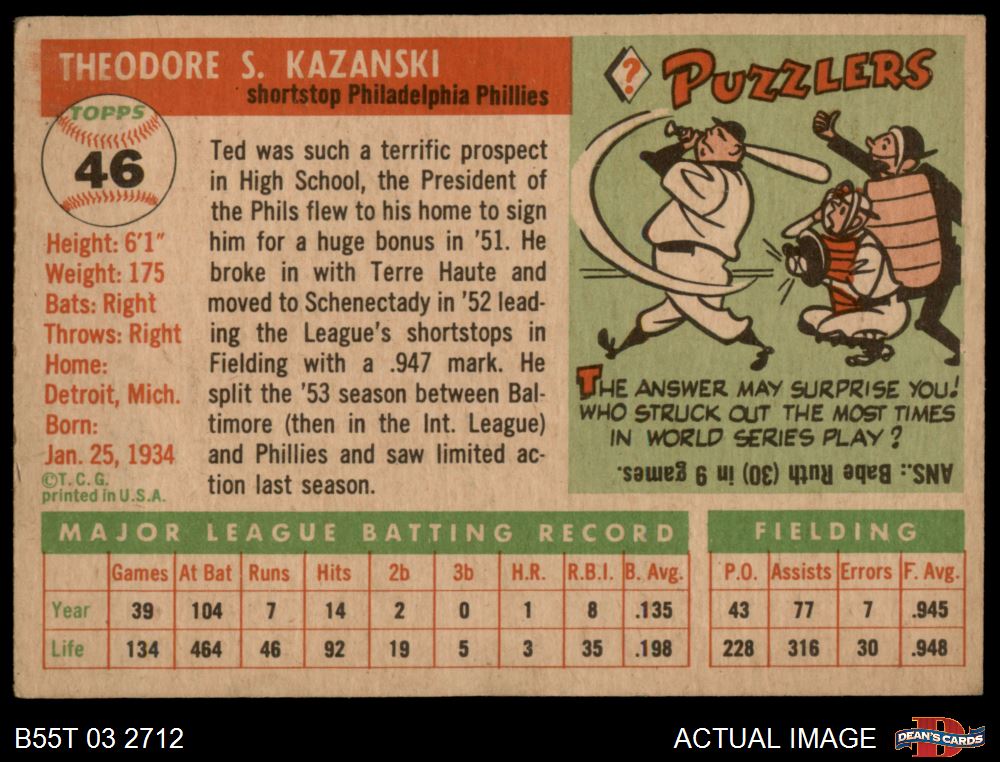 THEODORE S. KAZANSKI
shortstop Philadelphia Phillies
TOPPS
46
Height: 6'1"
Weight: 175
Bats: Right
Throws: Right
Home:
Detroit, Mich.
Born:
Jan. 25, 1934
©T.C.G.
printed in U.S.A.
Ted was such a terrific prospect
in High School, the President of
the Phils flew to his home to sign
him for a huge bonus in '51. He
broke in with Terre Haute and
moved to Schenectady in '52 lead-
ing the League's shortstops in
Fielding with a .947 mark. He
split the '53 season between Bal-
timore (then in the Int. League)
and Phillies and saw limited ac-
tion last season.
? PUZZLERS
THE ANSWER MAY SURPRISE YOU!
WHO STRUCK OUT THE MOST TIMES
IN WORLD SERIES PLAY?
ANS.: Babe Ruth (30) in 9 games.
MAJOR LEAGUE BATTING RECORD
Games At Bat Runs Hits 2b 3b H.R. R.B.I. B. Avg.
Year 39 104 7 14 2 0 1 8 .135
Life 134 464 46 92 19 5 3 35 .198
FIELDING
P.O. Assists Errors F. Avg.
43 77 7 .945
228 316 30 .948
B55T 03 2712
ACTUAL IMAGE
D
DEAN'S CARDS